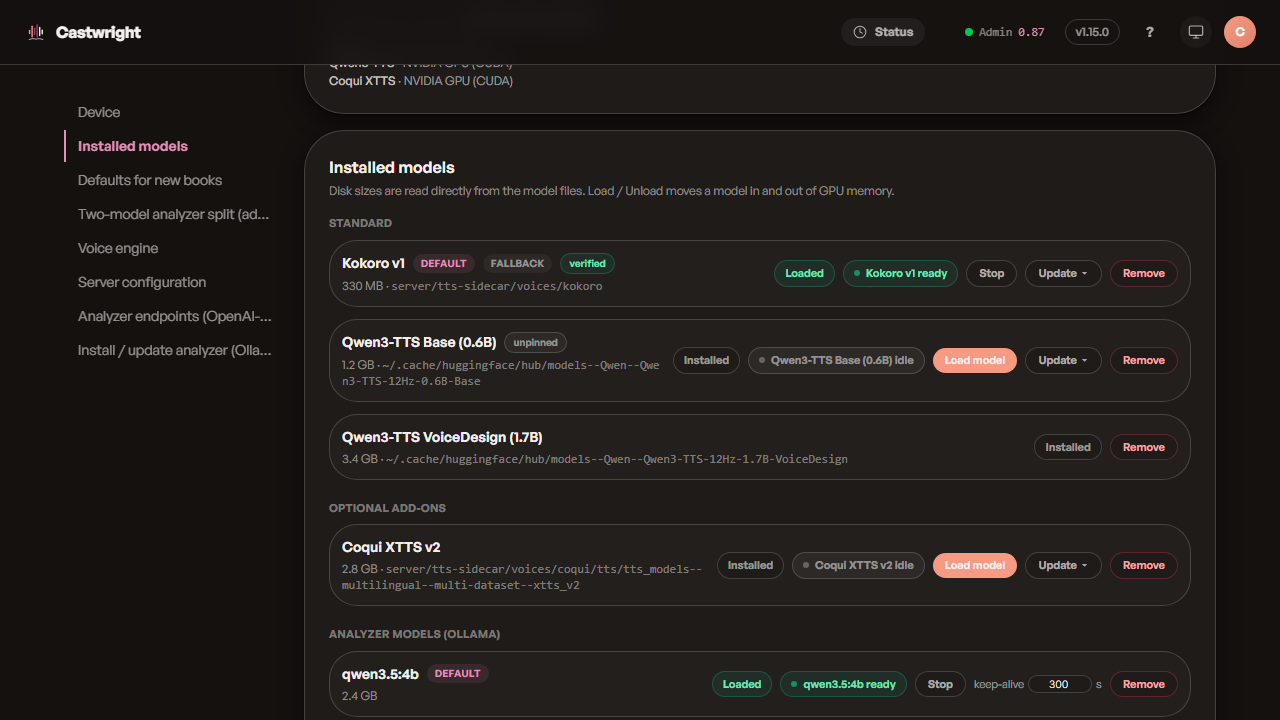 Castwright
Status
Admin 0.87
v1.15.0
?
C
Device
Installed models
Defaults for new books
Two-model analyzer split (ad...
Voice engine
Server configuration
Analyzer endpoints (OpenAI-...
Install / update analyzer (Olla...
Coqui XTTS · NVIDIA GPU (CUDA)
Installed models
Disk sizes are read directly from the model files. Load / Unload moves a model in and out of GPU memory.
STANDARD
Kokoro v1 DEFAULT FALLBACK verified
330 MB · server/tts-sidecar/voices/kokoro
Loaded Kokoro v1 ready Stop Update Remove
Qwen3-TTS Base (0.6B) unpinned
1.2 GB · ~/.cache/huggingface/hub/models--Qwen--Qwe
n3-TTS-12Hz-0.6B-Base
Installed Qwen3-TTS Base (0.6B) idle Load model Update Remove
Qwen3-TTS VoiceDesign (1.7B)
3.4 GB · ~/.cache/huggingface/hub/models--Qwen--Qwen3-TTS-12Hz-1.7B-VoiceDesign
Installed Remove
OPTIONAL ADD-ONS
Coqui XTTS v2
2.8 GB · server/tts-sidecar/voices/coqui/tts/tts_models--
multilingual--multi-dataset--xtts_v2
Installed Coqui XTTS v2 idle Load model Update Remove
ANALYZER MODELS (OLLAMA)
qwen3.5:4b DEFAULT
2.4 GB
Loaded qwen3.5:4b ready Stop keep-alive 300 s Remove